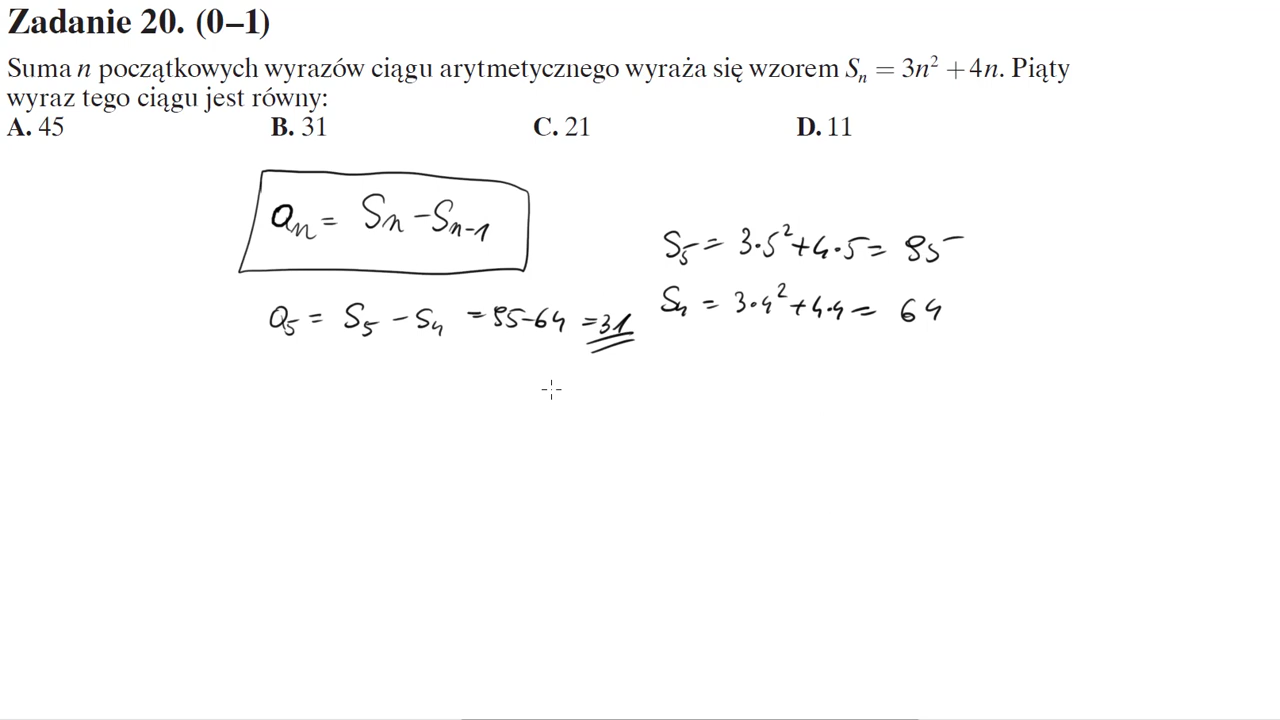 Zadanie 20. (0–1)
Suma n początkowych wyrazów ciągu arytmetycznego wyraża się wzorem Sₙ = 3n² + 4n. Piąty
wyraz tego ciągu jest równy:
A. 45 B. 31 C. 21 D. 11
aₙ = Sₙ - Sₙ₋₁
S₅ = 3·5² + 4·5 = 95
a₅ = S₅ - S₄ = 95 - 64 = 31
S₄ = 3·4² + 4·4 = 64